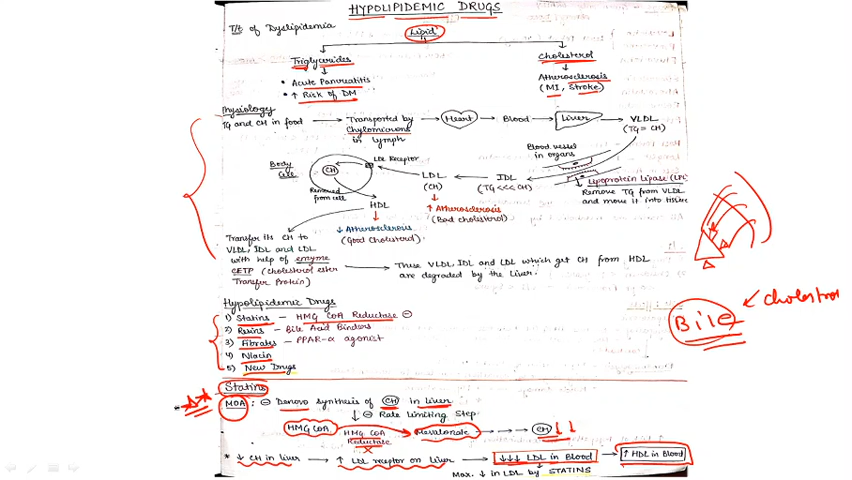 HYPOLIPIDEMIC DRUGS
T/t of Dyslipidemia
Lipid
Triglycerides
Cholesterol
• Acute Pancreatitis
• ↑ Risk of DM
Atherosclerosis
(MI, Stroke)
Physiology
TG and CH in food → Transported by Chylomicrons in lymph → Heart → Blood → Liver → VLDL (TG = CH)
Blood vessel in organs
Lipoprotein Lipase (LPL)
Remove TG from VLDL and move it into tissue
IDL (TG <<< CH)
LDL (CH)
↑ Atherosclerosis
(Bad cholesterol)
LDL Receptor
Body Cell
CH
Removed from cell
HDL
↓ Atherosclerosis
(Good cholesterol)
Transfer its CH to
VLDL, IDL and LDL
with help of enzyme
CETP (cholesterol ester
Transfer Protein)
→ These VLDL, IDL and LDL which get CH from HDL
are degraded by the liver.
Bile ← Cholestrol
Hypolipidemic Drugs
1) Statins - HMG CoA Reductase ⊖
2) Resins - Bile Acid Binders
3) Fibrates - PPAR-α agonist
4) Niacin
5) New Drugs
Statins
MOA : ⊖ Denovo synthesis of CH in liver
↓ ⊖ Rate Limiting Step
HMG COA → Mevalonate → → → CH ↓ ↓
HMG COA Reductase
X
* ↓ CH in liver → ↑ LDL receptor on liver → ↓↓↓ LDL in Blood → ↑ HDL in Blood
Max. ↓ in LDL by STATINS